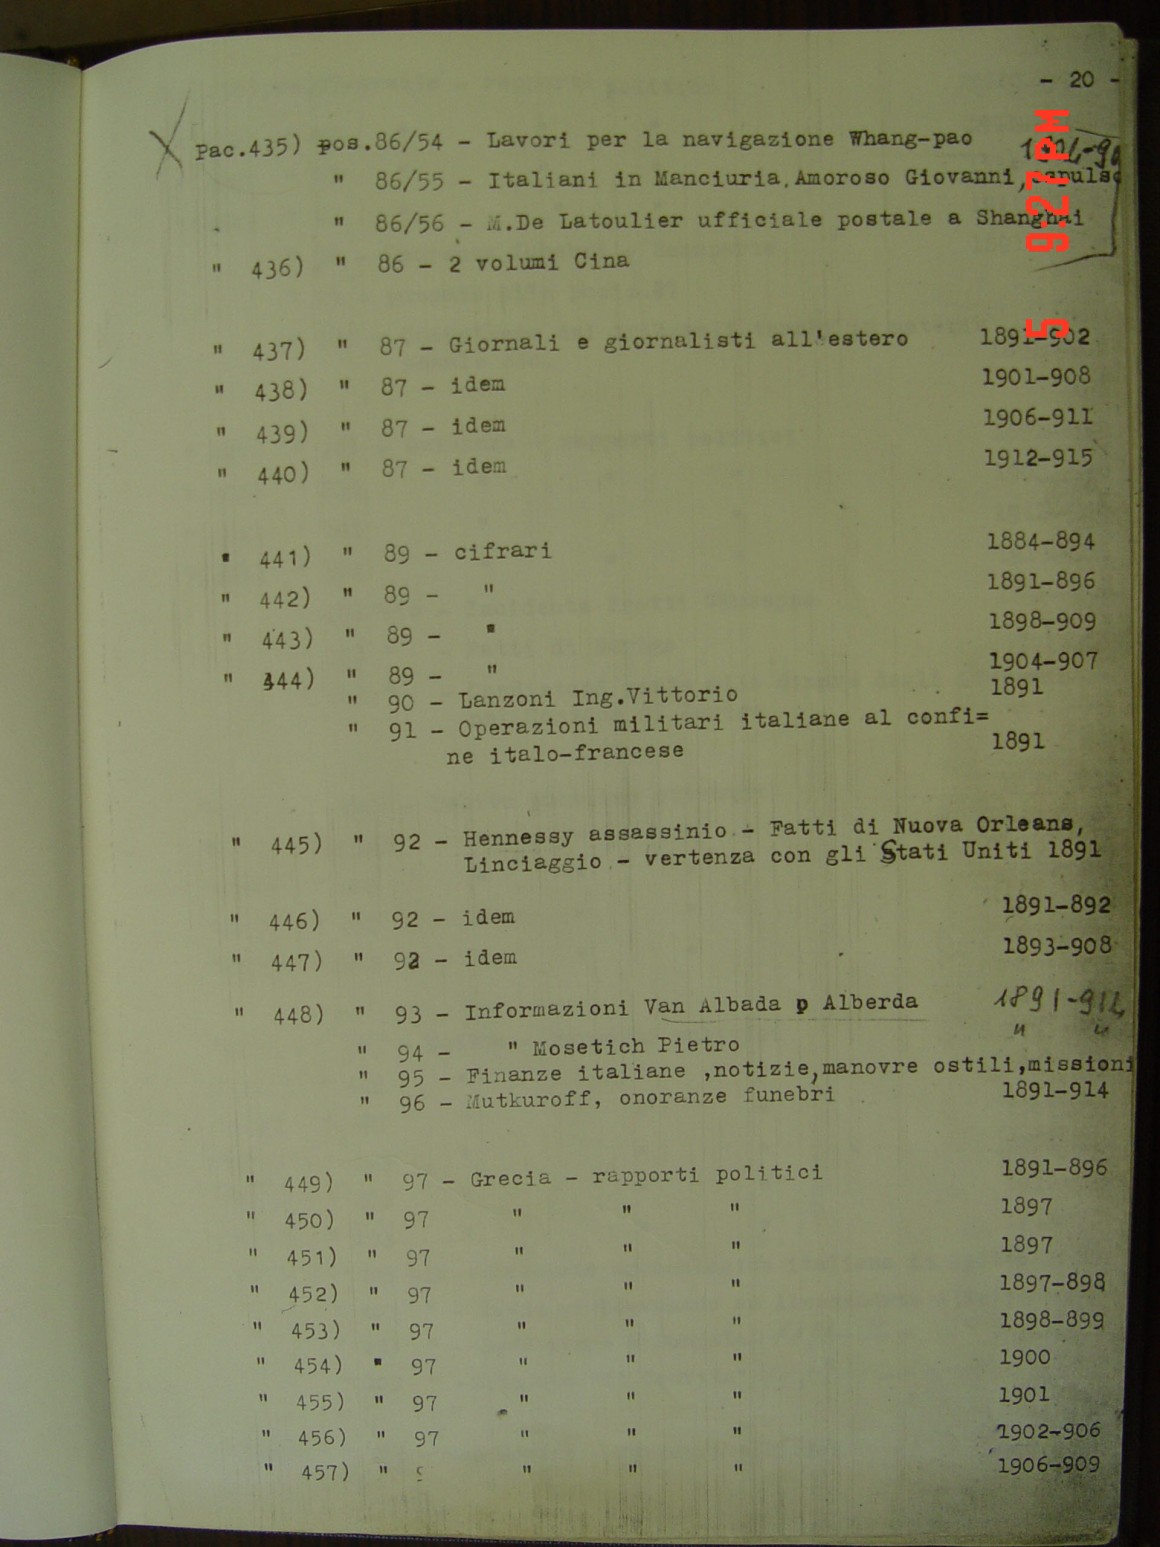 - 20 -
Pac.435) pos.86/54 - Lavori per la navigazione Whang-pao
" 86/55 - Italiani in Manciuria.Amoroso Giovanni,
" 86/56 - M.De Latoulier ufficiale postale a Shanghai
" 436) " 86 - 2 volumi Cina
" 437) " 87 - Giornali e giornalisti all'estero 1891-902
" 438) " 87 - idem 1901-908
" 439) " 87 - idem 1906-911
" 440) " 87 - idem 1912-915
" 441) " 89 - cifrari 1884-894
" 442) " 89 - " 1891-896
" 443) " 89 - " 1898-909
" 444) " 89 - " 1904-907
" 90 - Lanzoni Ing.Vittorio 1891
" 91 - Operazioni militari italiane al confi=
ne italo-francese 1891
" 445) " 92 - Hennessy assassinio - Fatti di Nuova Orleans,
Linciaggio - vertenza con gli Stati Uniti 1891
" 446) " 92 - idem 1891-892
" 447) " 92 - idem 1893-908
" 448) " 93 - Informazioni Van Albada p Alberda 1891-914
" 94 - " Mosetich Pietro " "
" 95 - Finanze italiane ,notizie,manovre ostili,missioni
" 96 - Mutkuroff, onoranze funebri 1891-914
" 449) " 97 - Grecia - rapporti politici 1891-896
" 450) " 97 " " " 1897
" 451) " 97 " " " 1897
" 452) " 97 " " " 1897-898
" 453) " 97 " " " 1898-899
" 454) " 97 " " " 1900
" 455) " 97 " " " 1901
" 456) " 97 " " " 1902-906
" 457) " " " " 1906-909
5 9:27PM